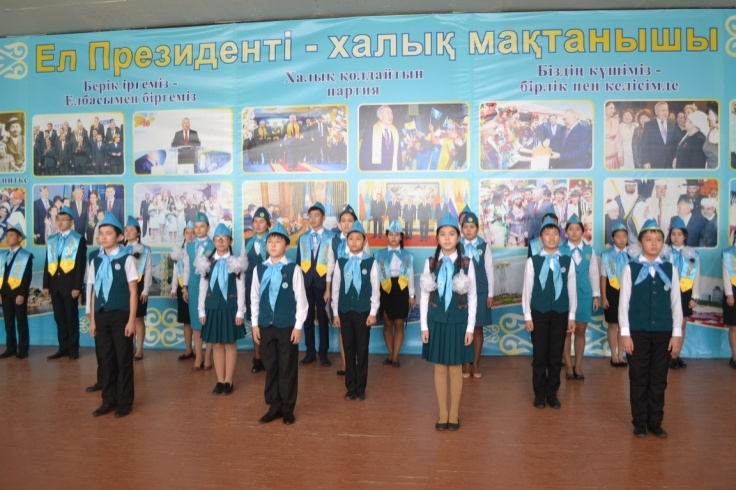 Ел Президенті - халық мақтанышы
Берік іргеміз -
Елбасымен біргеміз
Халық қолдайтын
партия
Біздің күшіміз -
бірлік пен келісімде